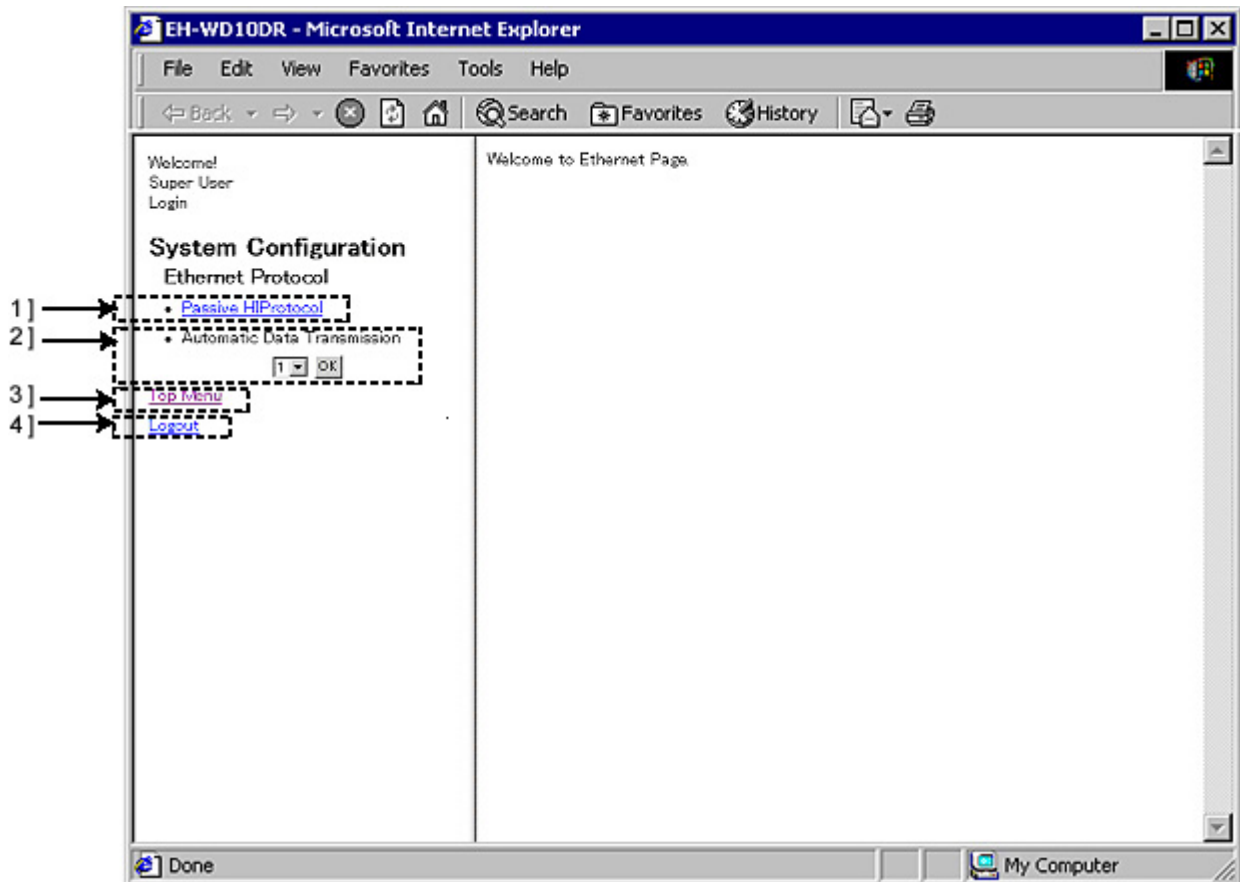 EH-WD10DR - Microsoft Internet Explorer
File Edit View Favorites Tools Help
Back Search Favorites History
Welcome!
Super User
Login
Welcome to Ethernet Page.
System Configuration
Ethernet Protocol
1] • Passive HIProtocol
2] • Automatic Data Transmission
1 OK
3] Top Menu
4] Logout
Done My Computer